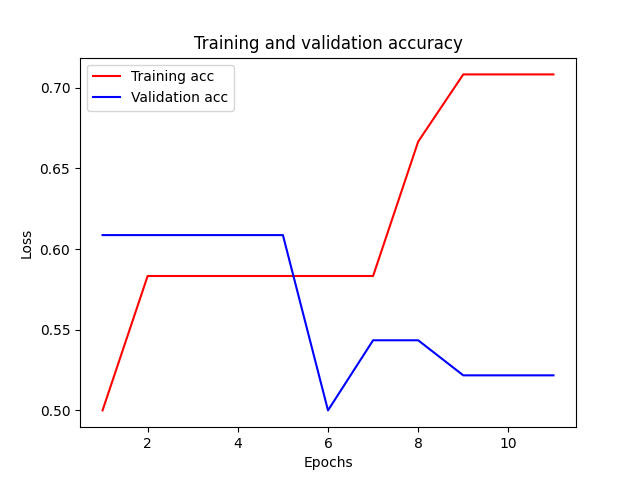 Training and validation accuracy
Training acc
Validation acc
0.70
0.65
0.60
0.55
0.50
Loss
2 4 6 8 10
Epochs